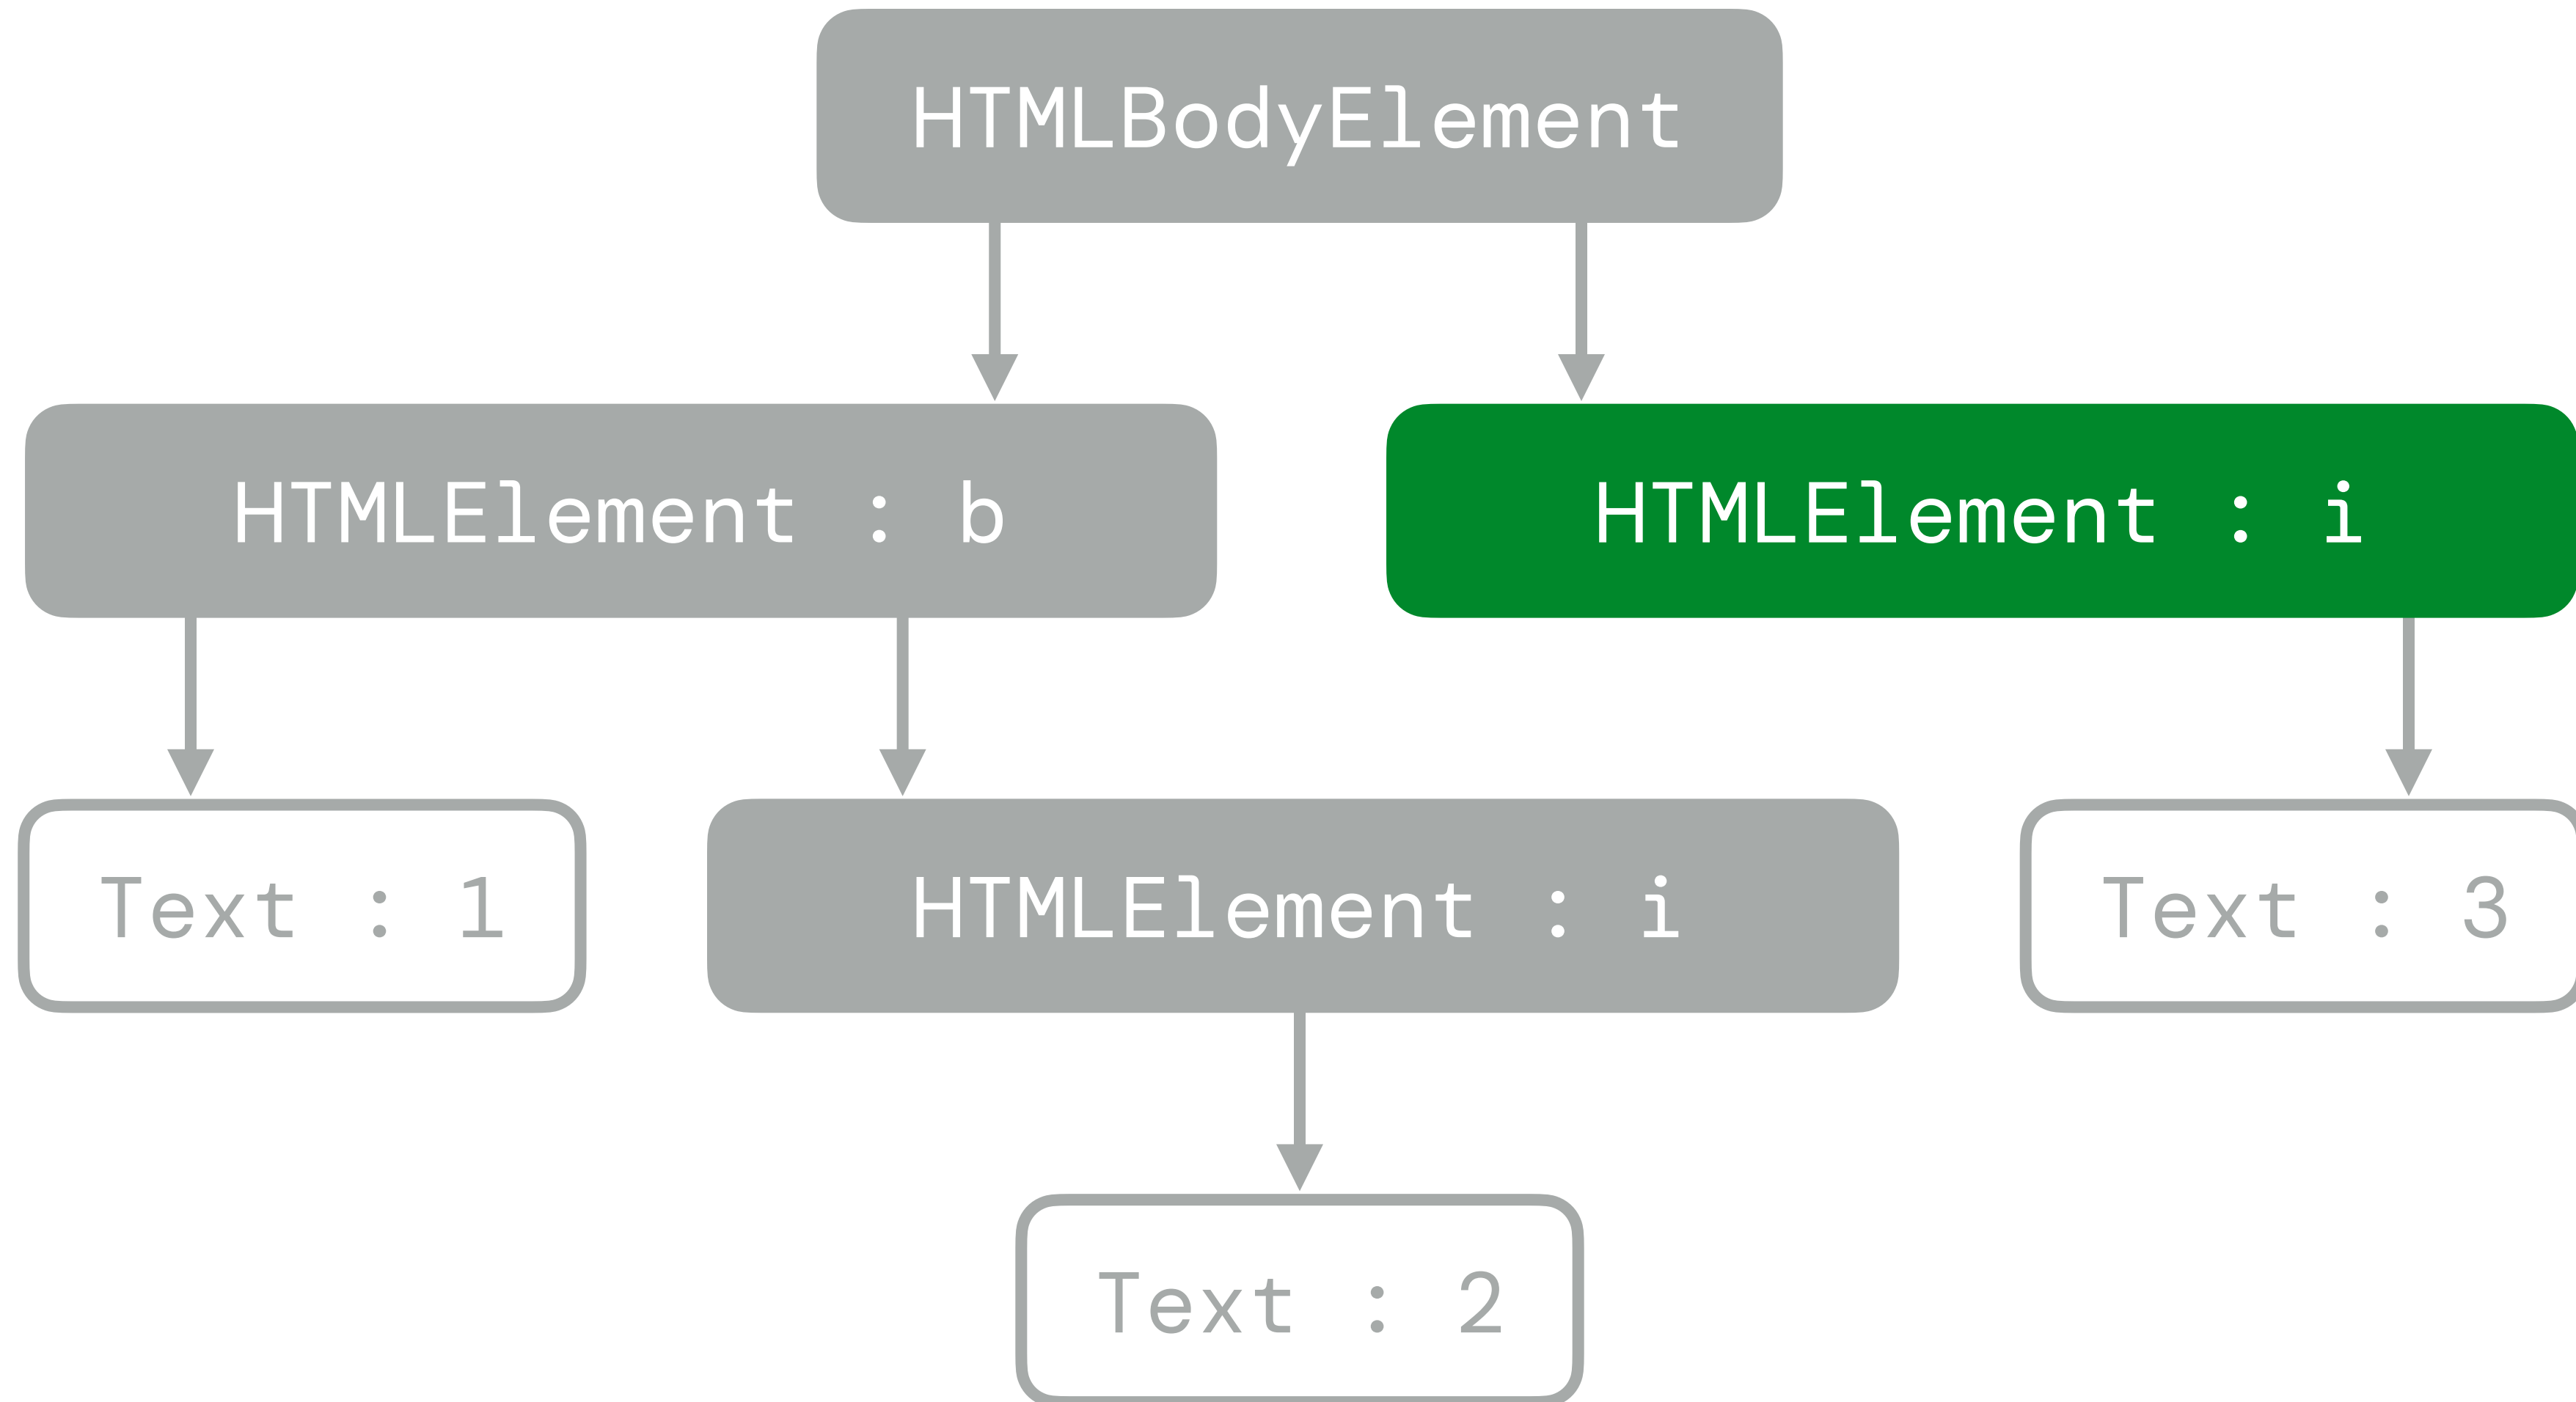 HTMLBodyElement
HTMLElement : b
HTMLElement : i
Text : 1
HTMLElement : i
Text : 3
Text : 2